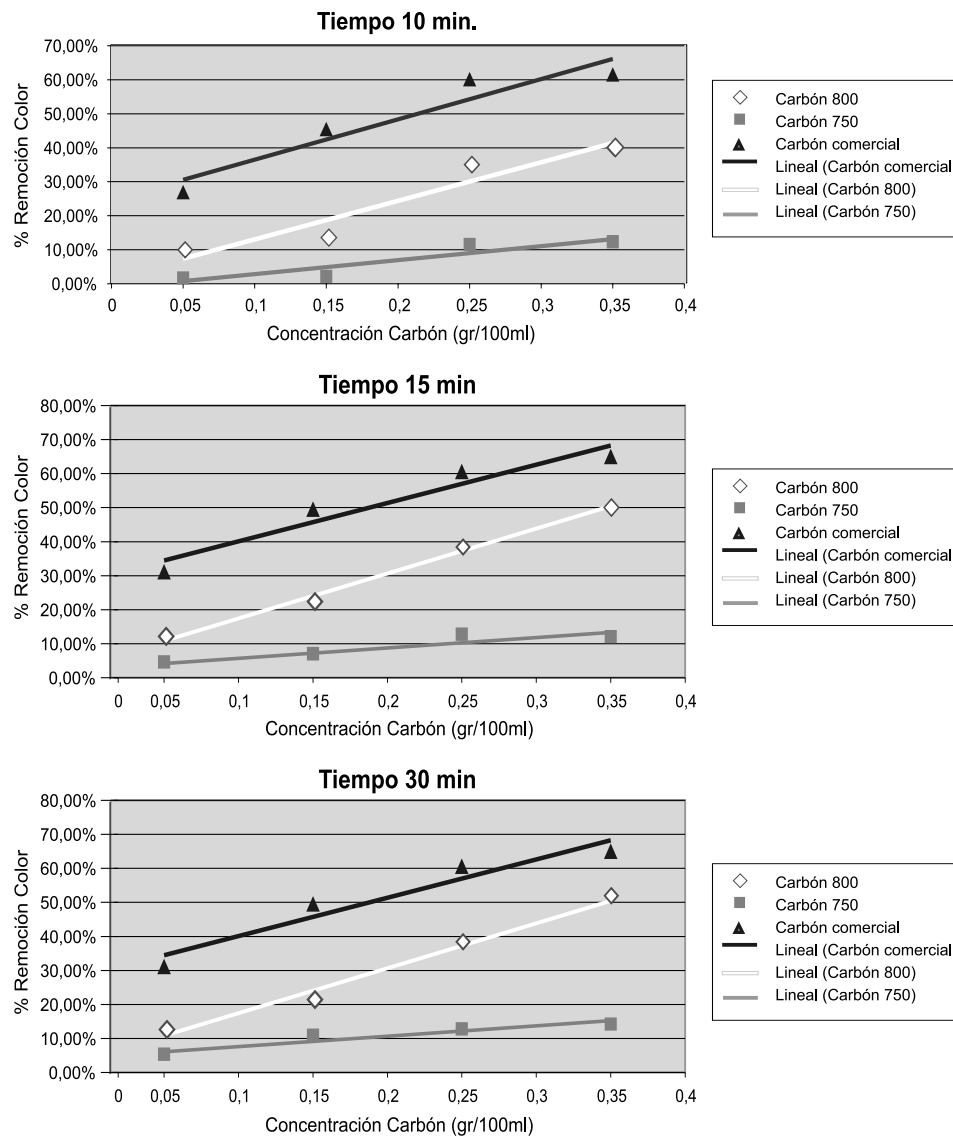 Tiempo 10 min.
70,00%
60,00%
50,00%
40,00%
30,00%
20,00%
10,00%
0,00%
% Remoción Color
0 0,05 0,1 0,15 0,2 0,25 0,3 0,35 0,4
Concentración Carbón (gr/100ml)
Carbón 800
Carbón 750
Carbón comercial
Lineal (Carbón comercial
Lineal (Carbón 800)
Lineal (Carbón 750)
Tiempo 15 min
80,00%
70,00%
60,00%
50,00%
40,00%
30,00%
20,00%
10,00%
0,00%
% Remoción Color
0 0,05 0,1 0,15 0,2 0,25 0,3 0,35 0,4
Concentración Carbón (gr/100ml)
Carbón 800
Carbón 750
Carbón comercial
Lineal (Carbón comercial
Lineal (Carbón 800)
Lineal (Carbón 750)
Tiempo 30 min
80,00%
70,00%
60,00%
50,00%
40,00%
30,00%
20,00%
10,00%
0,00%
% Remoción Color
0 0,05 0,1 0,15 0,2 0,25 0,3 0,35 0,4
Concentración Carbón (gr/100ml)
Carbón 800
Carbón 750
Carbón comercial
Lineal (Carbón comercial
Lineal (Carbón 800)
Lineal (Carbón 750)